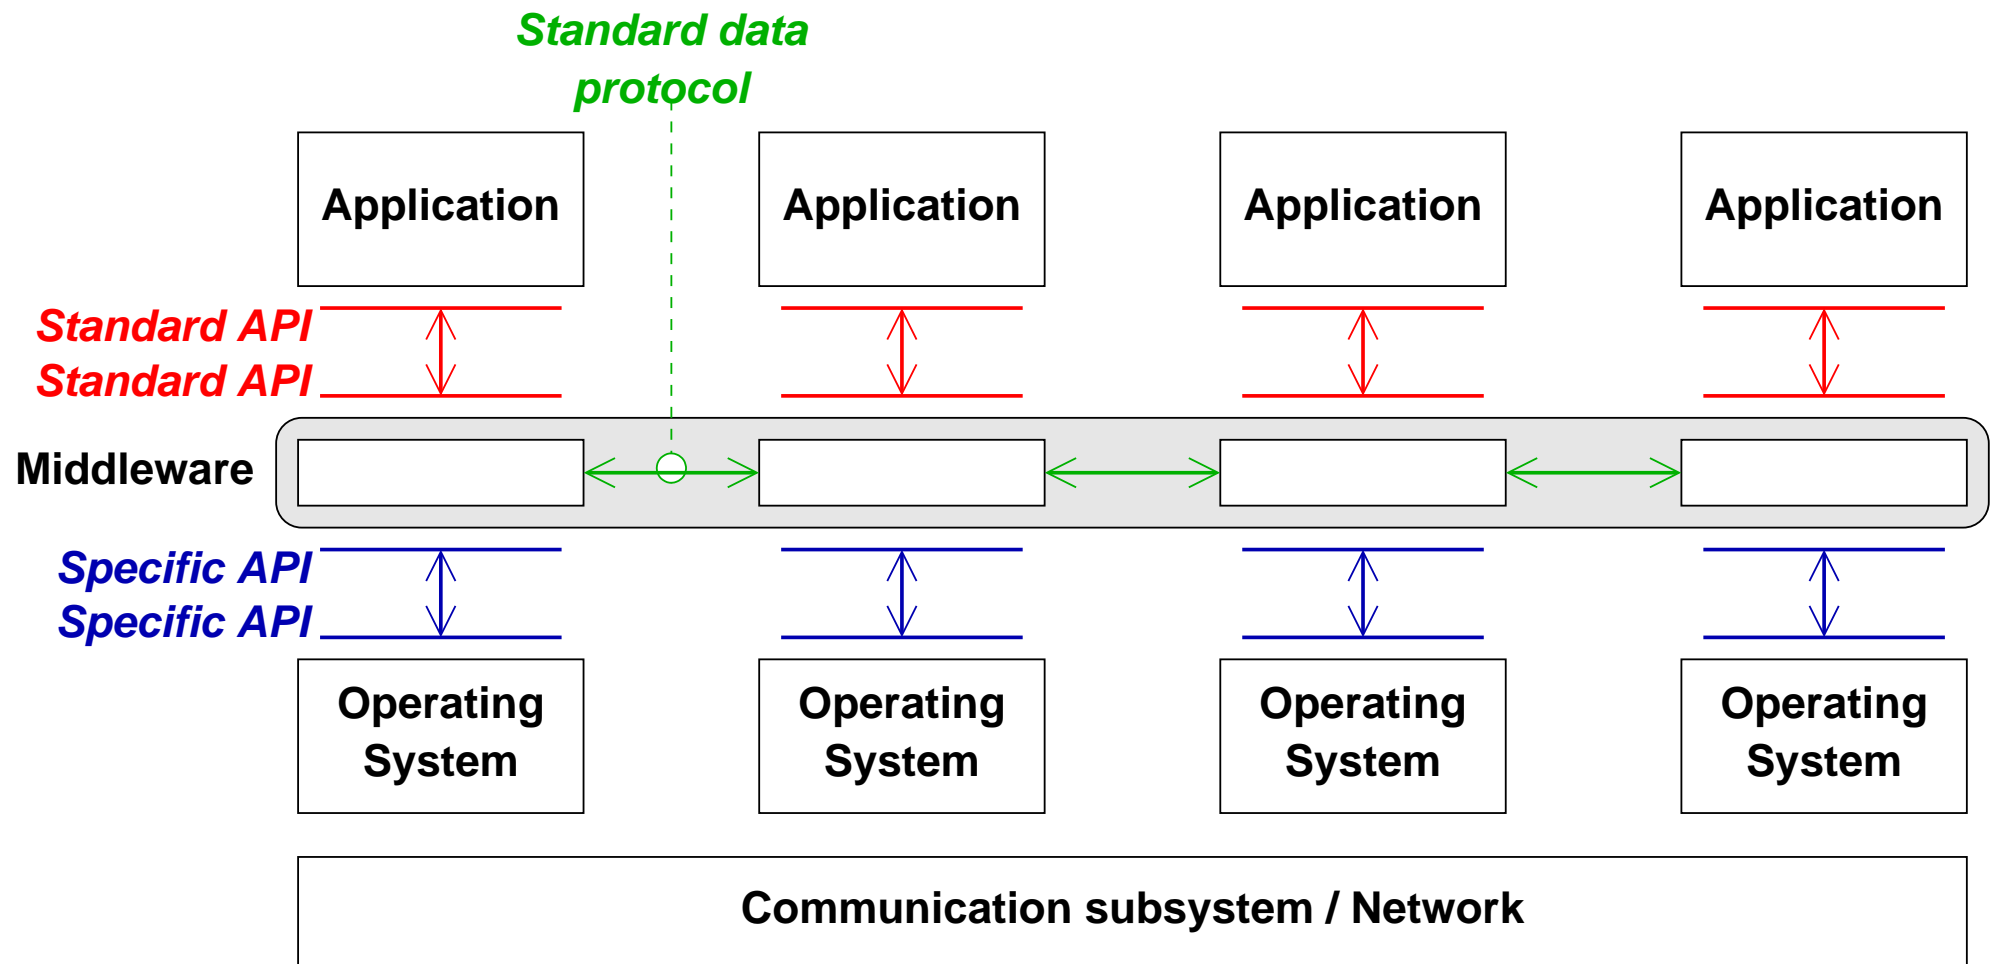 Standard data
protocol
Application Application Application Application
Standard API
Standard API
Middleware
Specific API
Specific API
Operating Operating Operating Operating
System System System System
Communication subsystem / Network